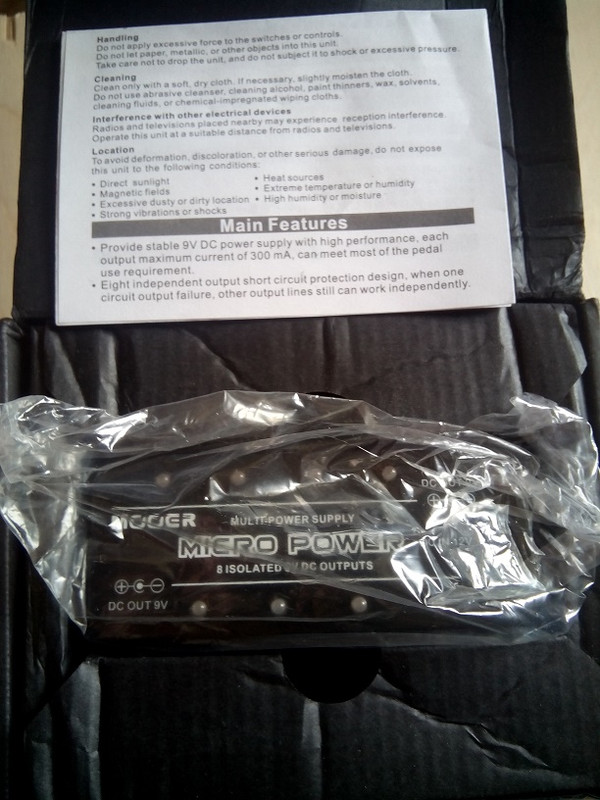 Handling
Do not apply excessive force to the switches or controls.
Do not let paper, metallic, or other objects into this unit.
Take care not to drop the unit, and do not subject it to shock or excessive pressure.
Cleaning
Clean only with a soft, dry cloth. If necessary, slightly moisten the cloth.
Do not use abrasive cleanser, cleaning alcohol, paint thinners, wax, solvents,
cleaning fluids, or chemical-impregnated wiping cloths.
Interference with other electrical devices
Radios and televisions placed nearby may experience reception interference.
Operate this unit at a suitable distance from radios and televisions.
Location
To avoid deformation, discoloration, or other serious damage, do not expose
this unit to the following conditions:
• Direct sunlight
• Magnetic fields
• Excessive dusty or dirty location
• Strong vibrations or shocks
• Heat sources
• Extreme temperature or humidity
• High humidity or moisture
Main Features
• Provide stable 9V DC power supply with high performance, each
output maximum current of 300 mA, can meet most of the pedal
use requirement.
• Eight independent output short circuit protection design, when one
circuit output failure, other output lines still can work independently.
DC OUT
MOOER MULTI-POWER SUPPLY
MICRO POWER
8 ISOLATED 9V DC OUTPUTS
DC OUT 9V